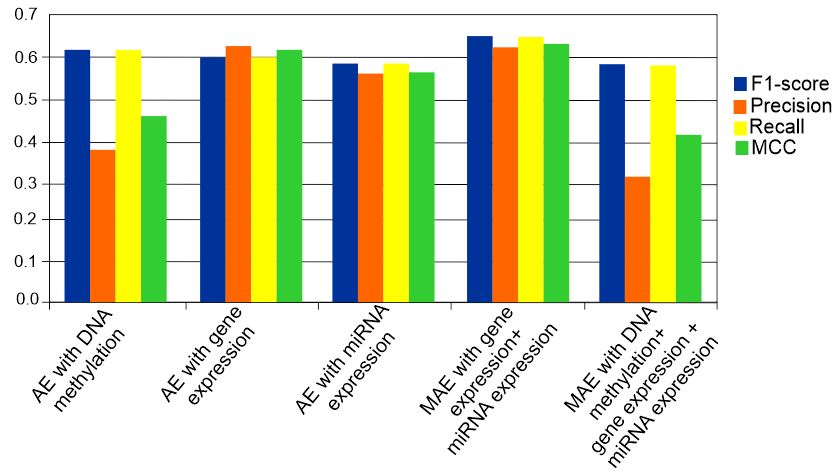 0.7
0.6
0.5
0.4
0.3
0.2
0.1
0.0
AE with DNA
methylation
AE with gene
expression
AE with miRNA
expression
MAE with gene
expression+
miRNA expression
MAE with DNA
methylation+
gene expression +
miRNA expression
F1-score
Precision
Recall
MCC